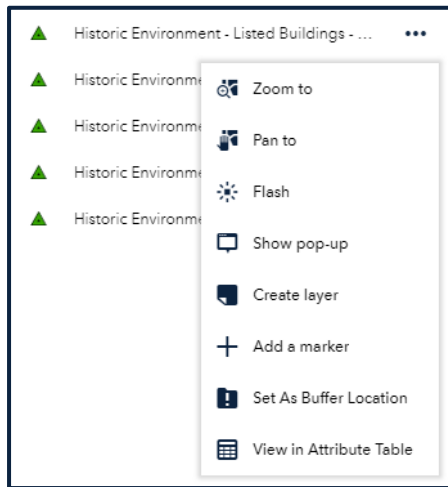 Historic Environment - Listed Buildings - ...
Historic Environme
Zoom to
Historic Environme
Pan to
Historic Environme
Flash
Historic Environme
Show pop-up
Create layer
Add a marker
Set As Buffer Location
View in Attribute Table